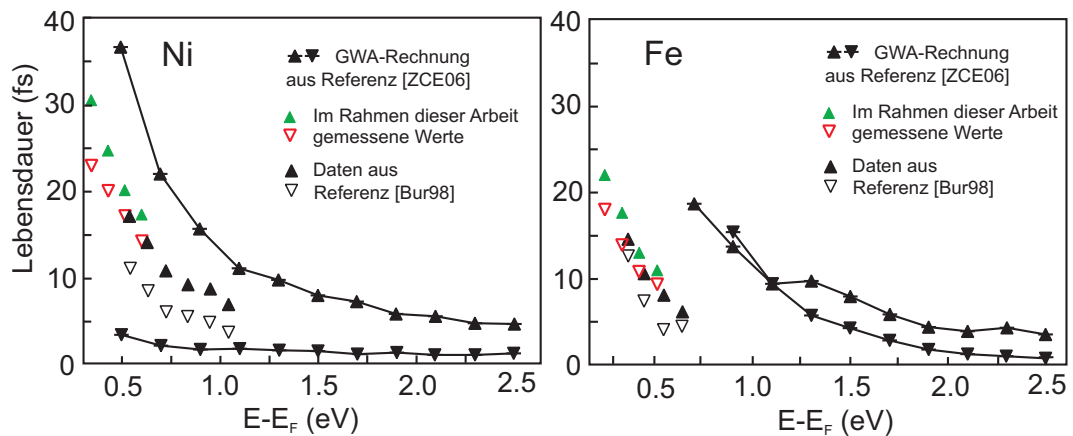 40
30
20
10
0
Lebensdauer (fs)
Ni
GWA-Rechnung
aus Referenz [ZCE06]
Im Rahmen dieser Arbeit
gemessene Werte
Daten aus
Referenz [Bur98]
0.5 1.0 1.5 2.0 2.5
E-EF (eV)
40
30
20
10
0
Fe
GWA-Rechnung
aus Referenz [ZCE06]
Im Rahmen dieser Arbeit
gemessene Werte
Daten aus
Referenz [Bur98]
0.5 1.0 1.5 2.0 2.5
E-EF (eV)